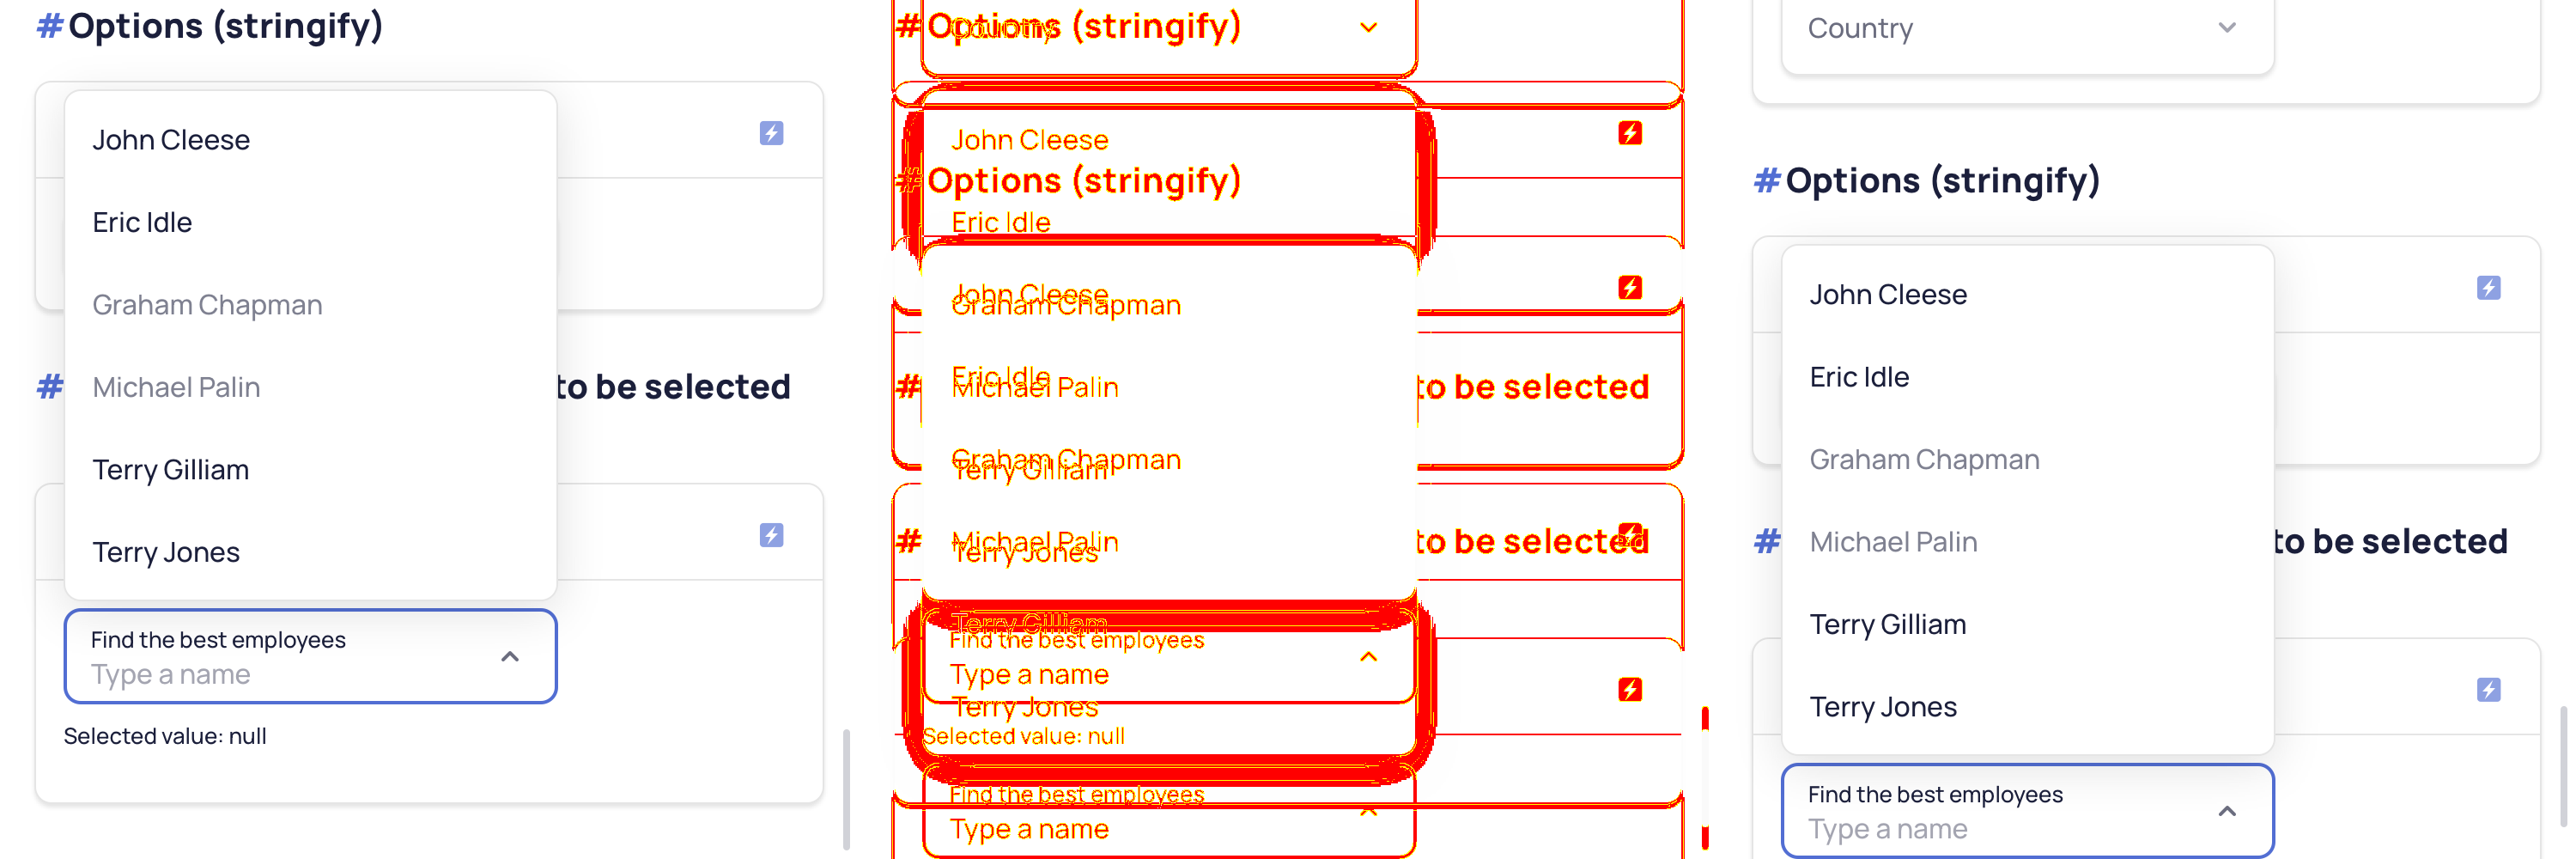 #Options (stringify)
John Cleese
Eric Idle
Graham Chapman
# to be selected
Michael Palin
Terry Gilliam
Terry Jones
Find the best employees
Type a name
Selected value: null
#Options (stringify)
Country
John Cleese
#Options (stringify)
Eric Idle
John Cleese
Graham Chapman
Eric Idle
Michael Palin
# to be selected
Graham Chapman
Terry Gilliam
# to be selected
Michael Palin
Terry Jones
Terry Gilliam
Find the best employees
Type a name
Terry Jones
Selected value: null
Find the best employees
Type a name
Country
#Options (stringify)
John Cleese
Eric Idle
Graham Chapman
# to be selected
Michael Palin
Terry Gilliam
Terry Jones
Find the best employees
Type a name